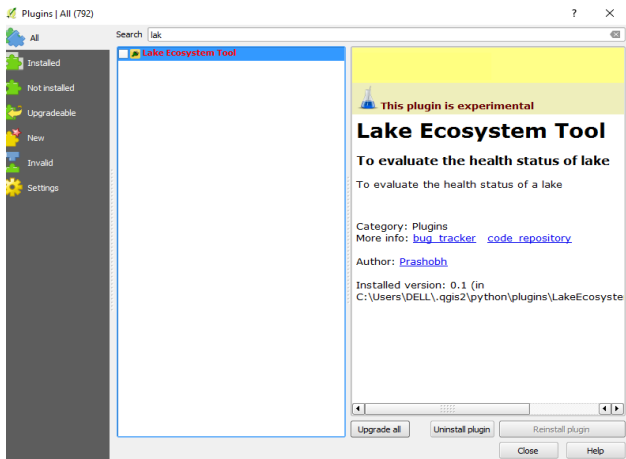 Plugins | All (792)
All
Installed
Not installed
Upgradeable
New
Invalid
Settings
Search lak
Lake Ecosystem Tool
This plugin is experimental
Lake Ecosystem Tool
To evaluate the health status of lake
To evaluate the health status of a lake
Category: Plugins
More info: bug tracker code repository
Author: Prashobh
Installed version: 0.1 (in
C:\Users\DELL\.qgis2\python\plugins\LakeEcosyste
Upgrade all Uninstall plugin Reinstall plugin
Close Help